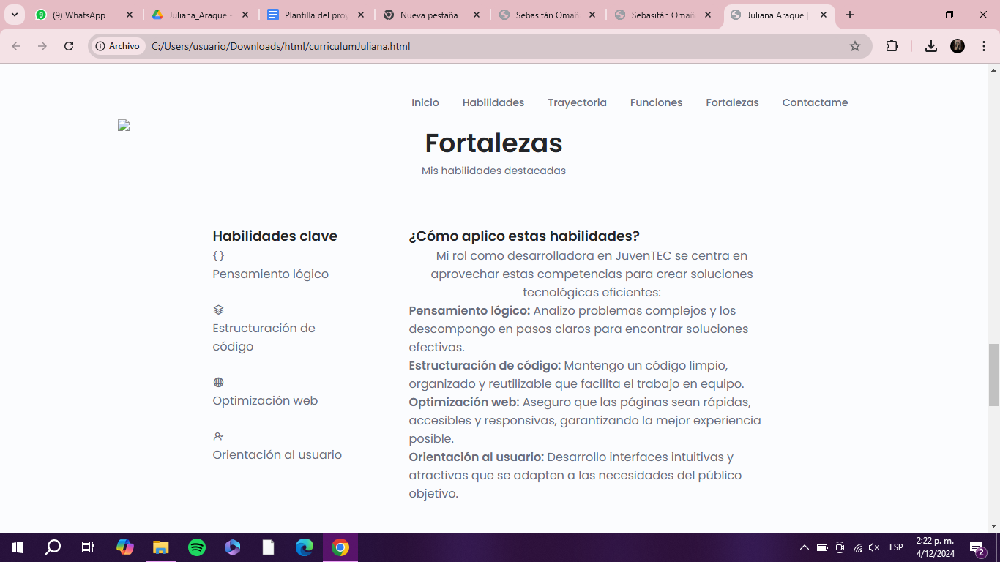 (9) WhatsApp
Juliana_Araque -
Plantilla del proy
Nueva pestaña
Sebasitán Omañ
Sebasitán Omañ
Juliana Araque |
Archivo
C:/Users/usuario/Downloads/html/curriculumJuliana.html
Inicio Habilidades Trayectoria Funciones Fortalezas Contactame
Fortalezas
Mis habilidades destacadas
Habilidades clave
{ }
Pensamiento lógico
Estructuración de
código
Optimización web
Orientación al usuario
¿Cómo aplico estas habilidades?
Mi rol como desarrolladora en JuvenTEC se centra en
aprovechar estas competencias para crear soluciones
tecnológicas eficientes:
Pensamiento lógico: Analizo problemas complejos y los
descompongo en pasos claros para encontrar soluciones
efectivas.
Estructuración de código: Mantengo un código limpio,
organizado y reutilizable que facilita el trabajo en equipo.
Optimización web: Aseguro que las páginas sean rápidas,
accesibles y responsivas, garantizando la mejor experiencia
posible.
Orientación al usuario: Desarrollo interfaces intuitivas y
atractivas que se adapten a las necesidades del público
objetivo.
ESP
2:22 p. m.
4/12/2024
2